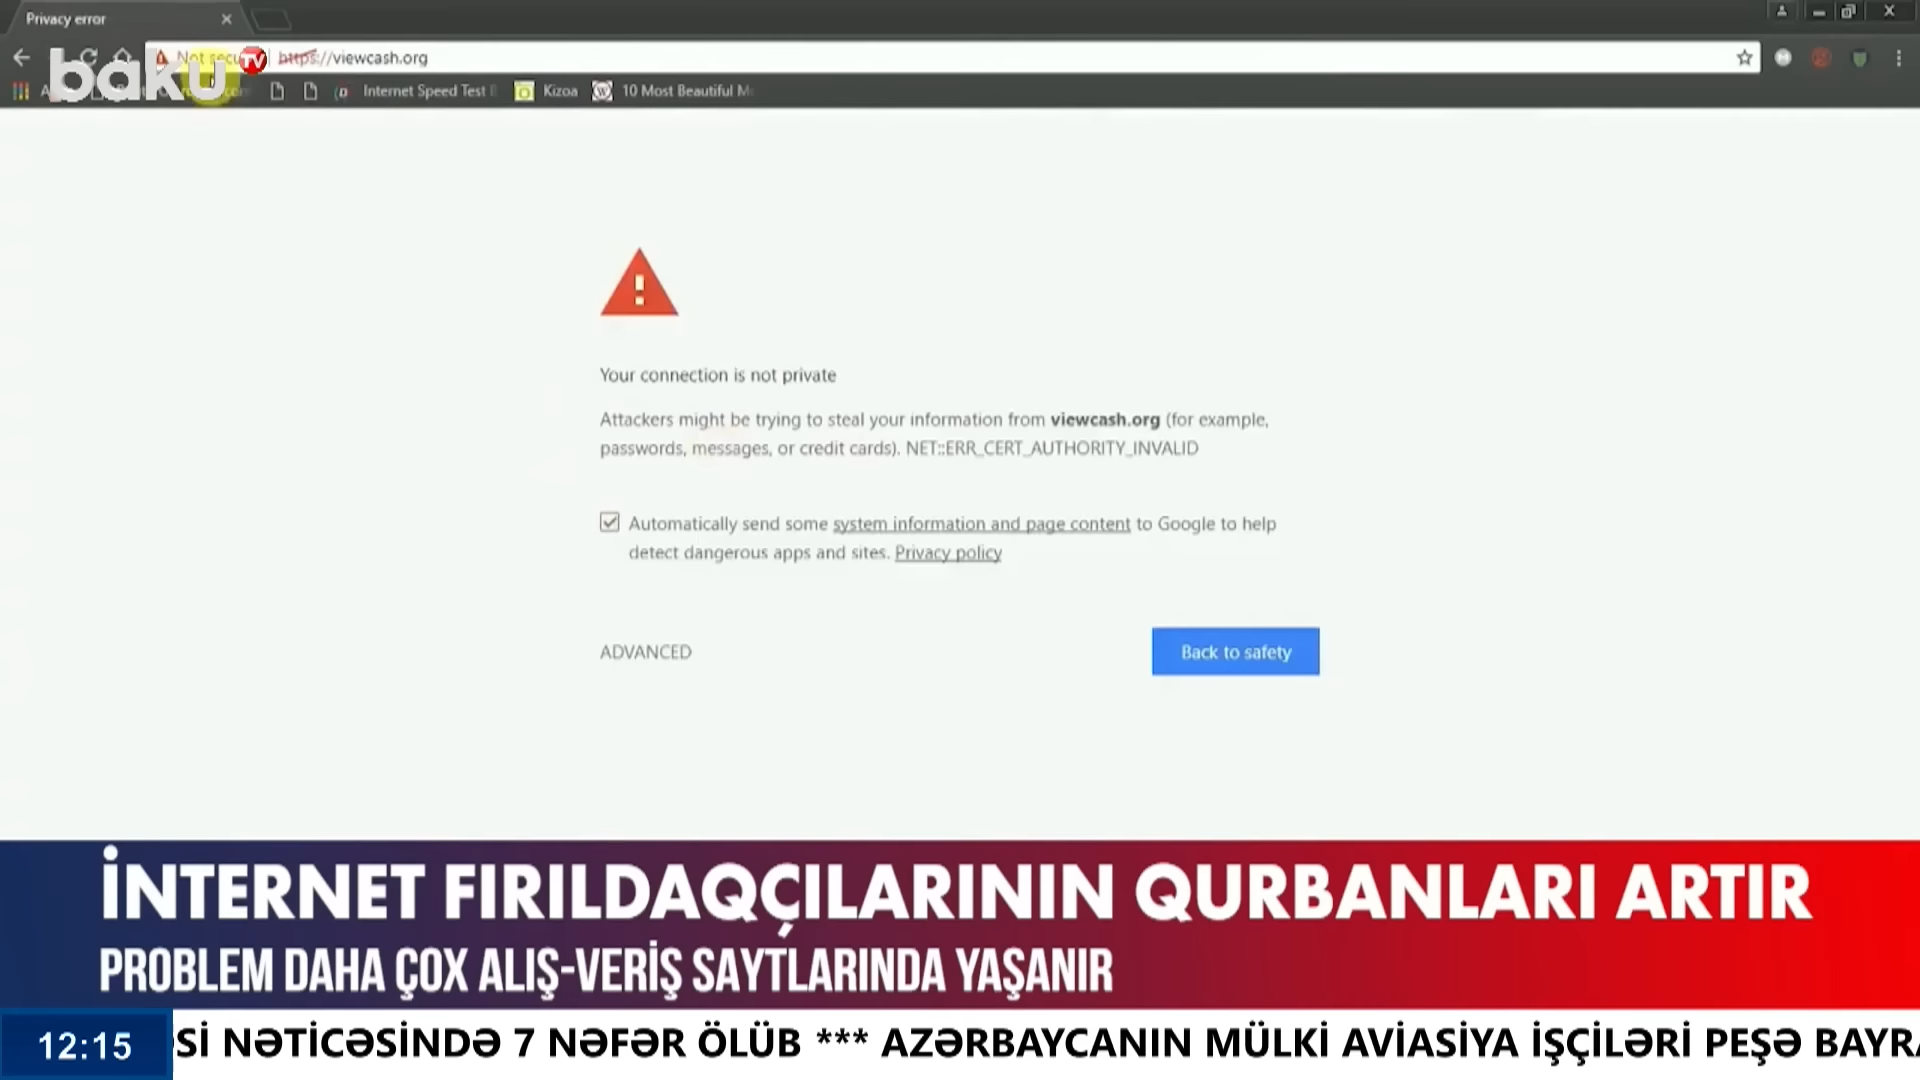 Privacy error
baku TV
Not secu
https://viewcash.org
Internet Speed Test
Kizoa
10 Most Beautiful M
Your connection is not private
Attackers might be trying to steal your information from viewcash.org (for example,
passwords, messages, or credit cards). NET::ERR_CERT_AUTHORITY_INVALID
Automatically send some system information and page content to Google to help
detect dangerous apps and sites. Privacy policy
ADVANCED
Back to safety
İNTERNET FIRILDAQÇILARININ QURBANLARI ARTIR
PROBLEM DAHA ÇOX ALIŞ-VERİŞ SAYTLARINDA YAŞANIR
12:15
Sİ NƏTİCƏSİNDƏ 7 NƏFƏR ÖLÜB *** AZƏRBAYCANIN MÜLKİ AVİASİYA İŞÇİLƏRİ PEŞƏ BAYRA